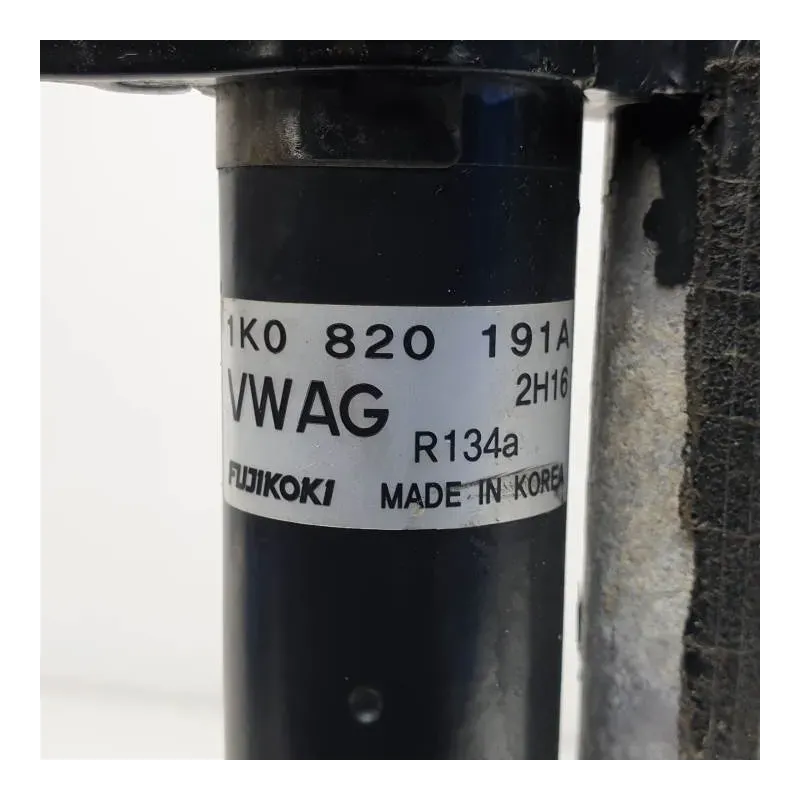 1K0 820 191A
VWAG 2H16
R134a
FUJIKOKI MADE IN KOREA